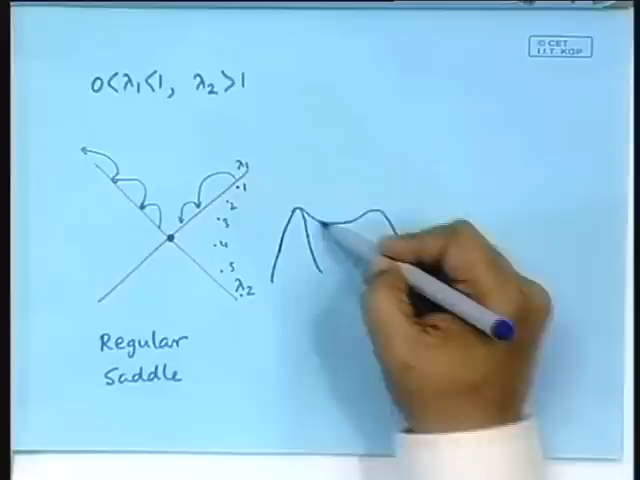 © CET
I.I.T. KGP
0<λ₁<1, λ₂>1
λ₁
.1
.2
.3
.4
.5
λ₂
Regular
Saddle